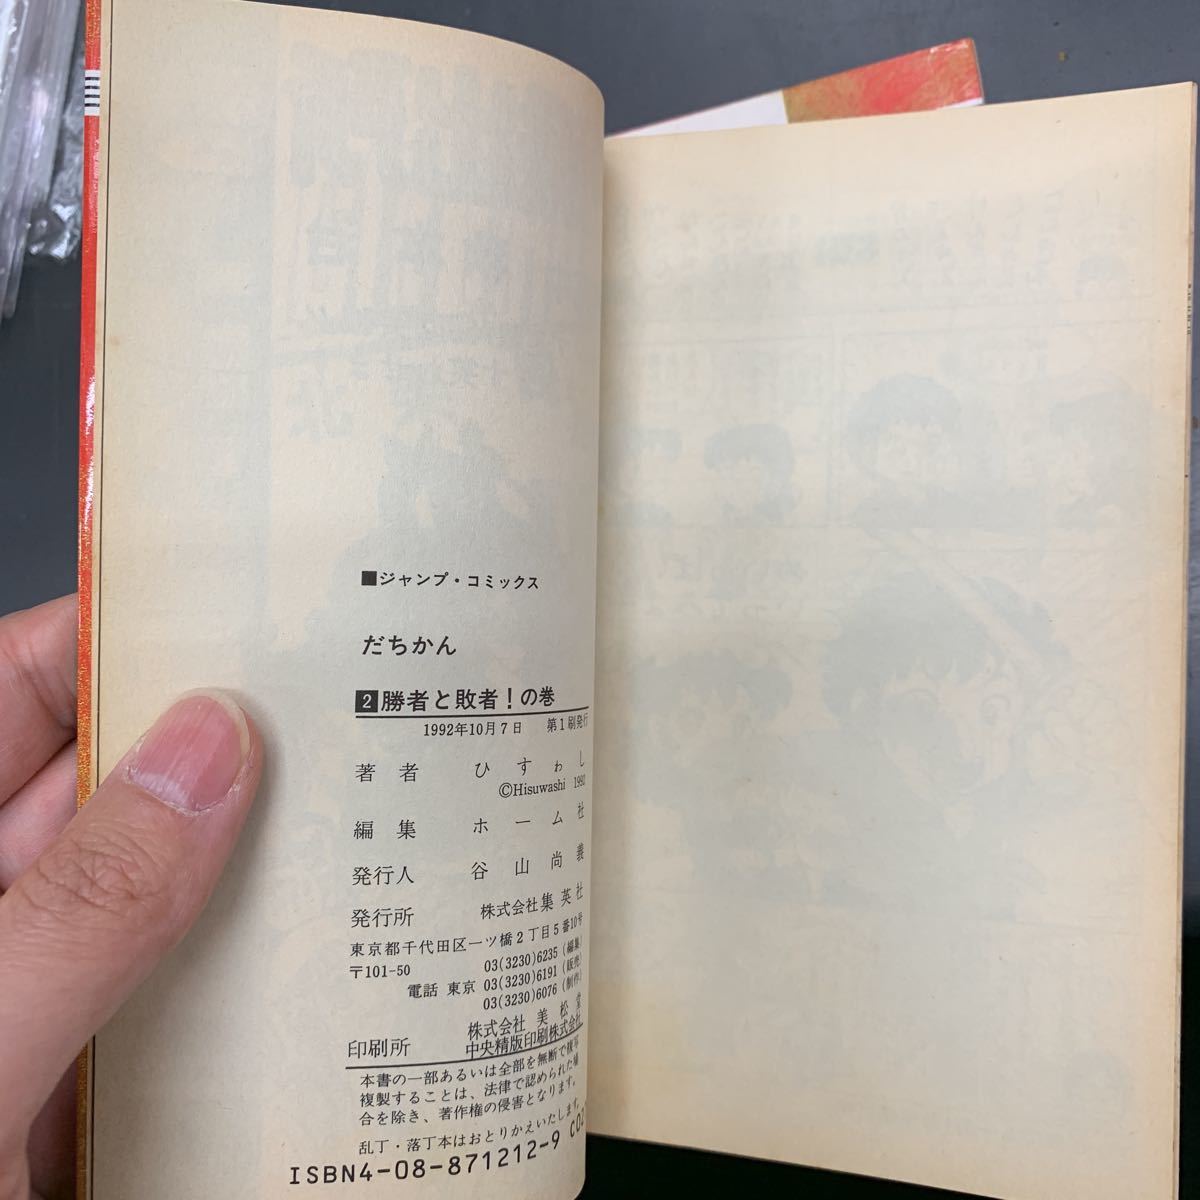 ■ジャンプ・コミックス
だちかん
2勝者と敗者!の巻
1992年10月7日 第1刷発行
著者 ひすゎし
©Hisuwashi 1992
編集 ホーム社
発行人 谷山尚義
発行所 株式会社集英社
東京都千代田区一ツ橋2丁目5番10号
〒101-50
03(3230)6235(編集)
電話 東京 03(3230)6191(販売)
03(3230)6076(制作)
株式会社 美松堂
印刷所 中央精版印刷株式会社
本書の一部あるいは全部を無断で複写
複製することは、法律で認められた場
合を除き、著作権の侵害となります。
乱丁・落丁本はおとりかえいたします。
ISBN4-08-871212-9